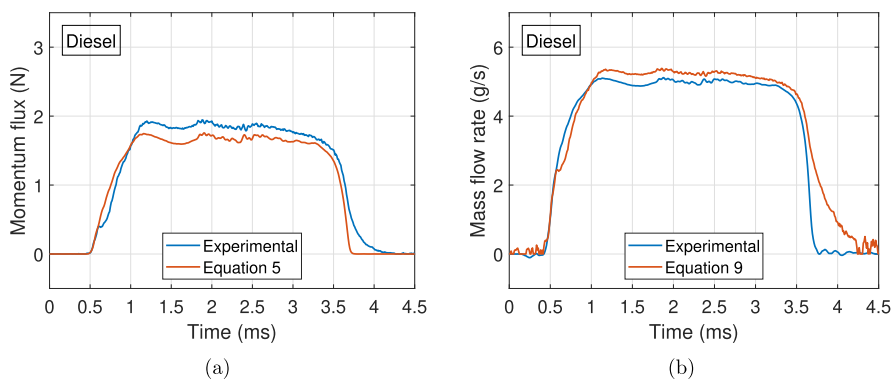 Diesel
Momentum flux (N)
3
2
1
0
Experimental
Equation 5
0 0.5 1 1.5 2 2.5 3 3.5 4 4.5
Time (ms)
(a)
Diesel
Mass flow rate (g/s)
6
4
2
0
Experimental
Equation 9
0 0.5 1 1.5 2 2.5 3 3.5 4 4.5
Time (ms)
(b)